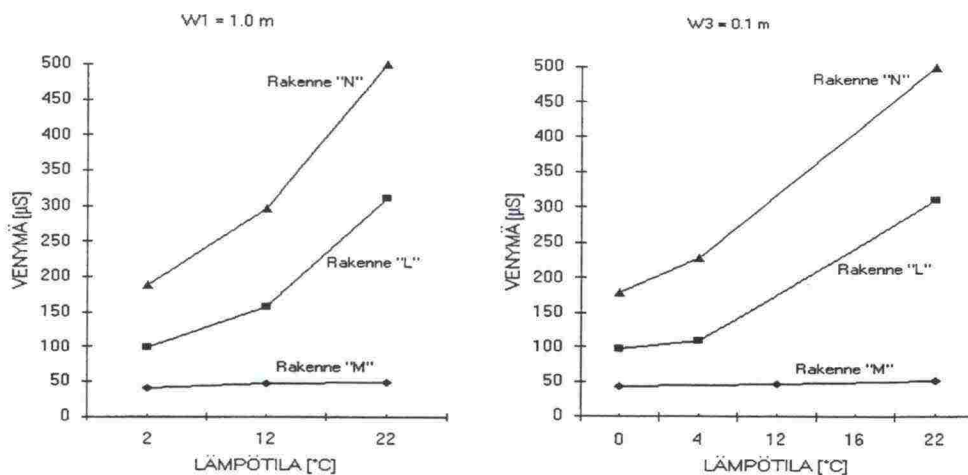 W1 = 1.0 m
VENYMÄ [µS]
500
450
400
350
300
250
200
150
100
50
0
Rakenne "N"
Rakenne "L"
Rakenne "M"
2 12 22
LÄMPÖTILA [°C]
W3 = 0.1 m
VENYMÄ [µS]
500
450
400
350
300
250
200
150
100
50
0
Rakenne "N"
Rakenne "L"
Rakenne "M"
0 4 12 16 22
LÄMPÖTILA [°C]